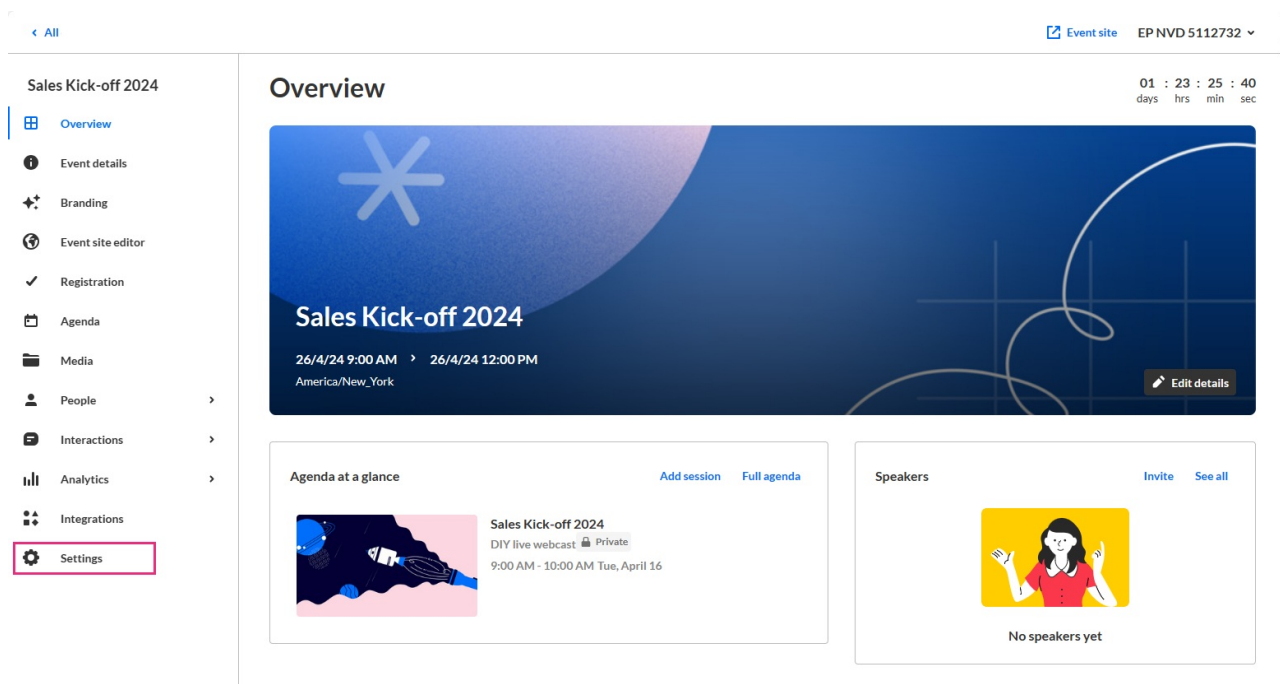 All
Event site EP NVD 5112732
Sales Kick-off 2024
Overview
Event details
Branding
Event site editor
Registration
Agenda
Media
People
Interactions
Analytics
Integrations
Settings
Overview
01 : 23 : 25 : 40
days hrs min sec
Sales Kick-off 2024
26/4/24 9:00 AM > 26/4/24 12:00 PM
America/New_York
Edit details
Agenda at a glance Add session Full agenda
Sales Kick-off 2024
DIY live webcast Private
9:00 AM - 10:00 AM Tue, April 16
Speakers Invite See all
No speakers yet